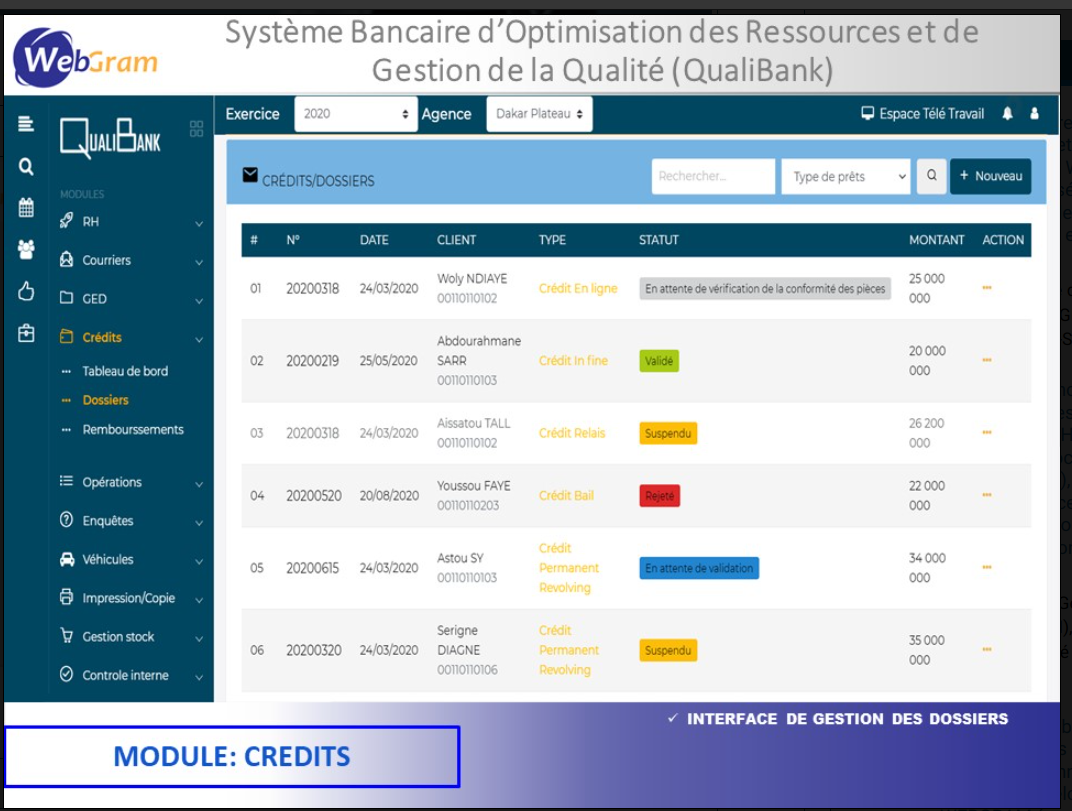 WebGram
Système Bancaire d’Optimisation des Ressources et de
Gestion de la Qualité (QualiBank)
Exercice 2020 Agence Dakar Plateau Espace Télé Travail
QUALIBANK
MODULES
RH
Courriers
GED
Crédits
Tableau de bord
Dossiers
Rembourssements
Opérations
Enquêtes
Véhicules
Impression/Copie
Gestion stock
Controle interne
CRÉDITS/DOSSIERS Rechercher... Type de prêts + Nouveau
# N° DATE CLIENT TYPE STATUT MONTANT ACTION
01 20200318 24/03/2020 Woly NDIAYE
00110110102 Crédit En ligne En attente de vérification de la conformité des pièces 25 000
000
02 20200219 25/05/2020 Abdourahmane
SARR
00110110103 Crédit In fine Validé 20 000
000
03 20200318 24/03/2020 Aissatou TALL
00110110102 Crédit Relais Suspendu 26 200
000
04 20200520 20/08/2020 Youssou FAYE
00110110203 Crédit Bail Rejeté 22 000
000
05 20200615 24/03/2020 Astou SY
00110110103 Crédit
Permanent
Revolving En attente de validation 34 000
000
06 20200320 24/03/2020 Serigne
DIAGNE
00110110106 Crédit
Permanent
Revolving Suspendu 35 000
000
✓ INTERFACE DE GESTION DES DOSSIERS
MODULE: CREDITS